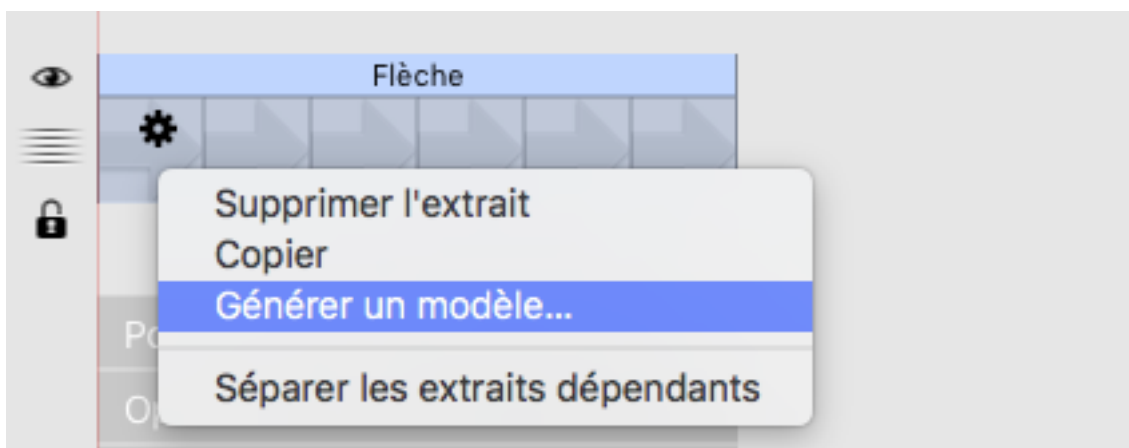 Flèche
Supprimer l'extrait
Copier
Générer un modèle...
Séparer les extraits dépendants